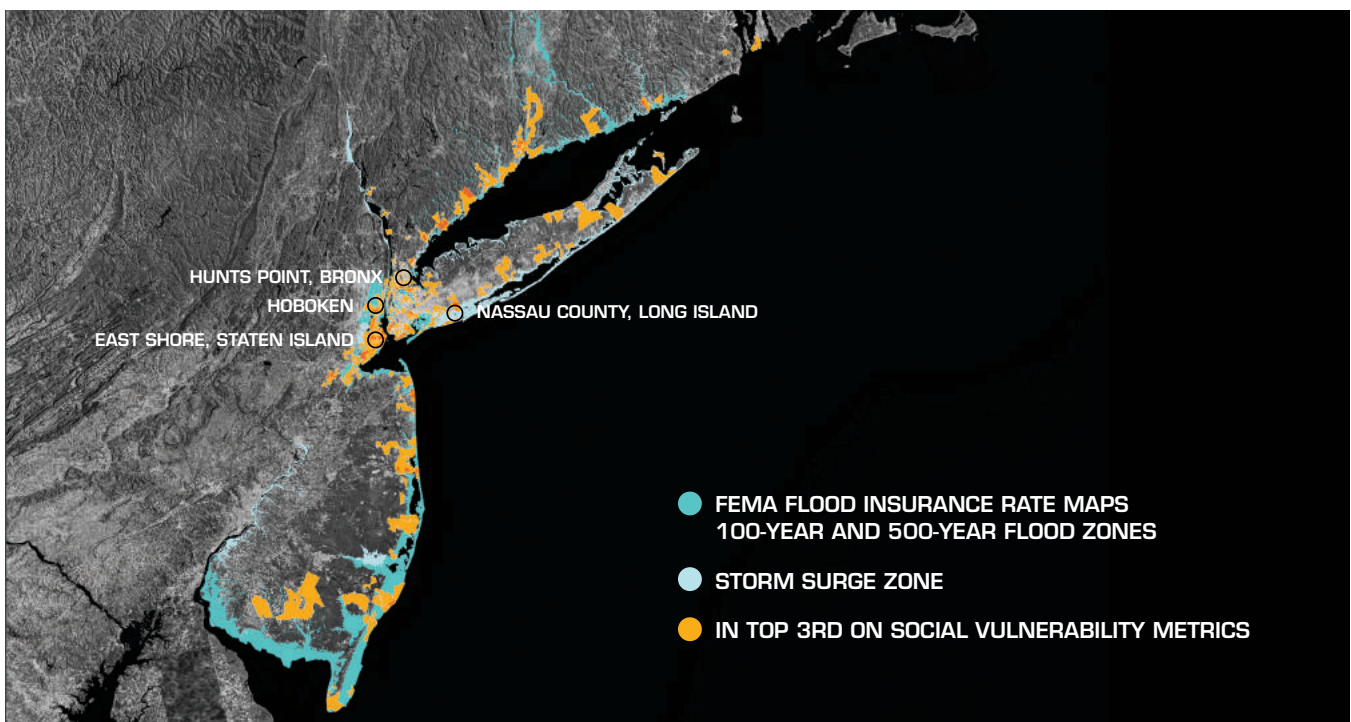 HUNTS POINT, BRONX
HOBOKEN
NASSAU COUNTY, LONG ISLAND
EAST SHORE, STATEN ISLAND
FEMA FLOOD INSURANCE RATE MAPS
100-YEAR AND 500-YEAR FLOOD ZONES
STORM SURGE ZONE
IN TOP 3RD ON SOCIAL VULNERABILITY METRICS